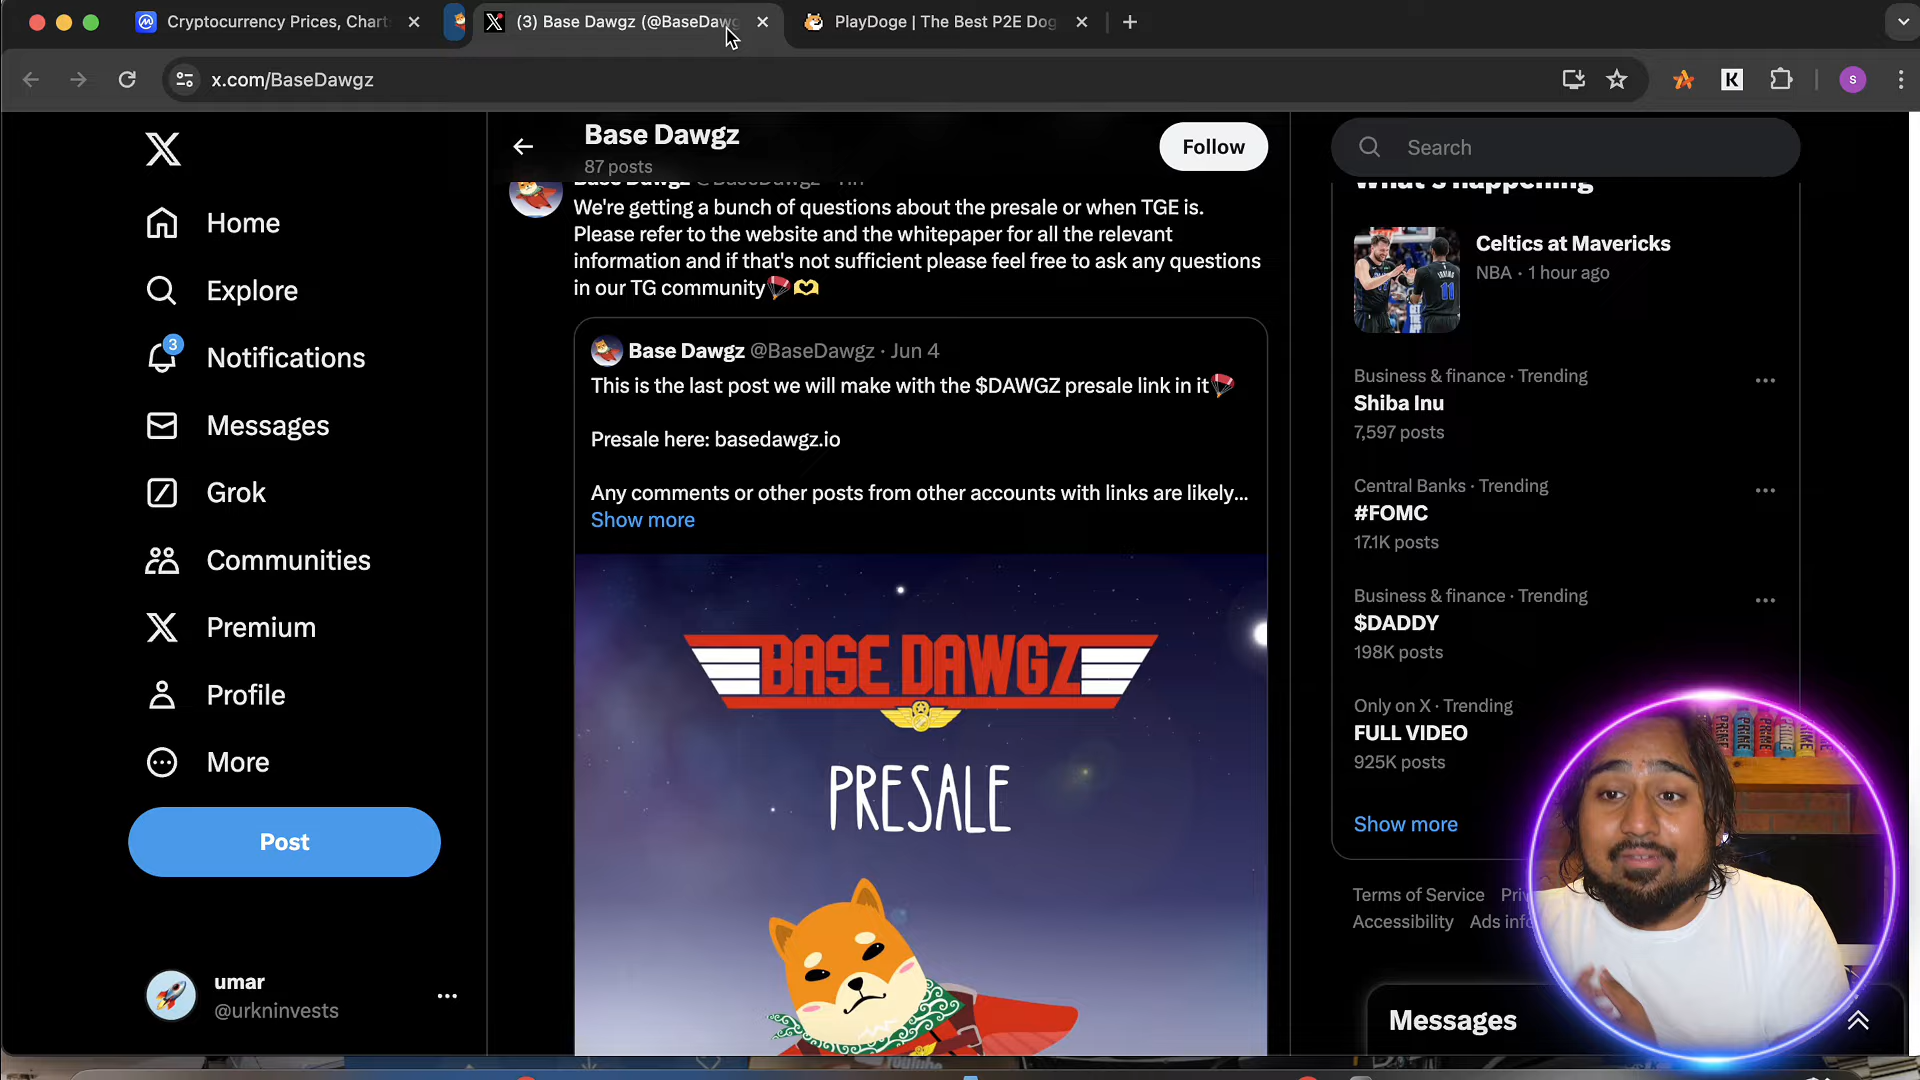 Cryptocurrency Prices, Chart
(3) Base Dawgz (@BaseDawg
PlayDoge | The Best P2E Dog
x.com/BaseDawgz
K
S
Home
Explore
3
Notifications
Messages
Grok
Communities
Premium
Profile
More
Post
umar
@urkninvests
Base Dawgz
87 posts
Follow
Base Dawgz @BaseDawgz
We're getting a bunch of questions about the presale or when TGE is.
Please refer to the website and the whitepaper for all the relevant
information and if that's not sufficient please feel free to ask any questions
in our TG community
Base Dawgz @BaseDawgz · Jun 4
This is the last post we will make with the $DAWGZ presale link in it
Presale here: basedawgz.io
Any comments or other posts from other accounts with links are likely...
Show more
BASE DAWGZ
PRESALE
Search
What's happening
Celtics at Mavericks
NBA · 1 hour ago
Business & finance · Trending
Shiba Inu
7,597 posts
Central Banks · Trending
#FOMC
17.1K posts
Business & finance · Trending
$DADDY
198K posts
Only on X · Trending
FULL VIDEO
925K posts
Show more
Terms of Service
Accessibility
Messages
PRIME
PRIME
PRIME